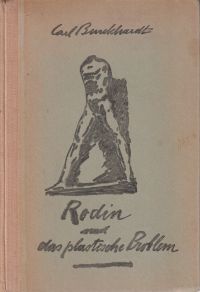 Carl Burckhardt
Rodin
und
das plastische Problem